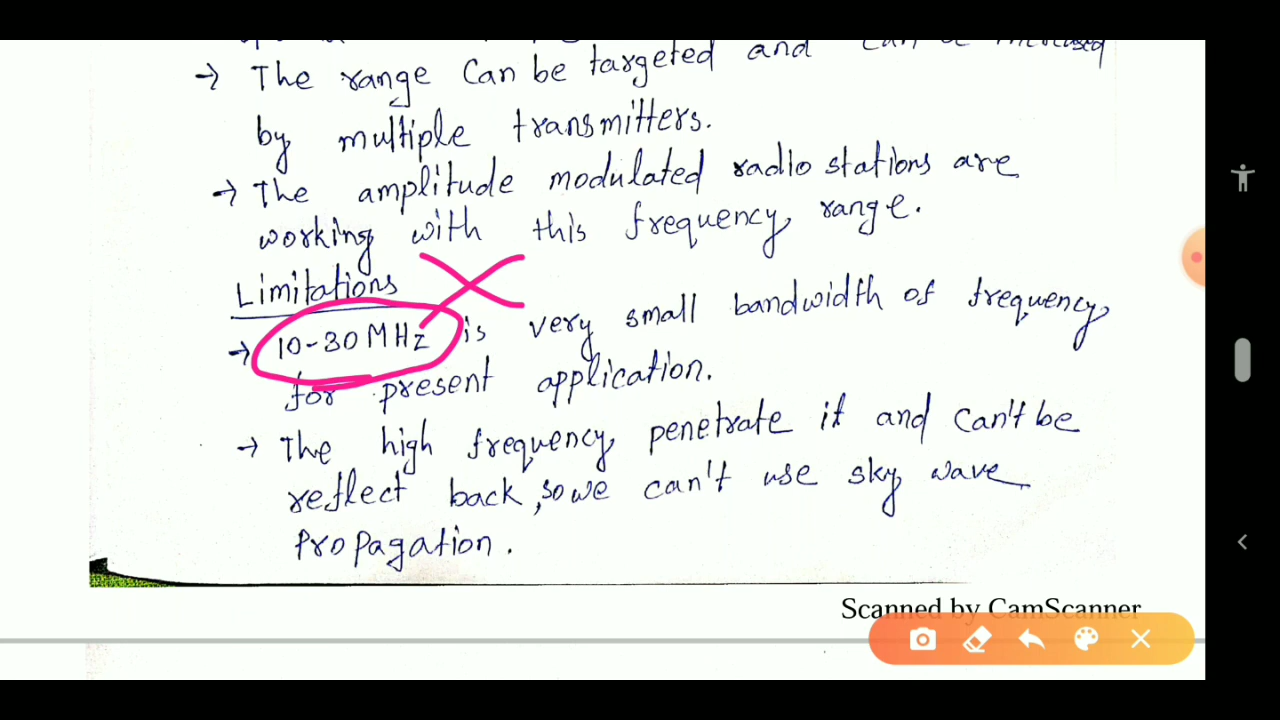 → The range Can be targeted and
by multiple transmitters.
→ The amplitude modulated radio stations are
working with this frequency range.
Limitations
→ 10-30 MHz is very small bandwidth of frequency
for present application.
→ The high frequency penetrate it and can't be
reflect back, so we can't use sky wave
Propagation.
Scanned by CamScanner